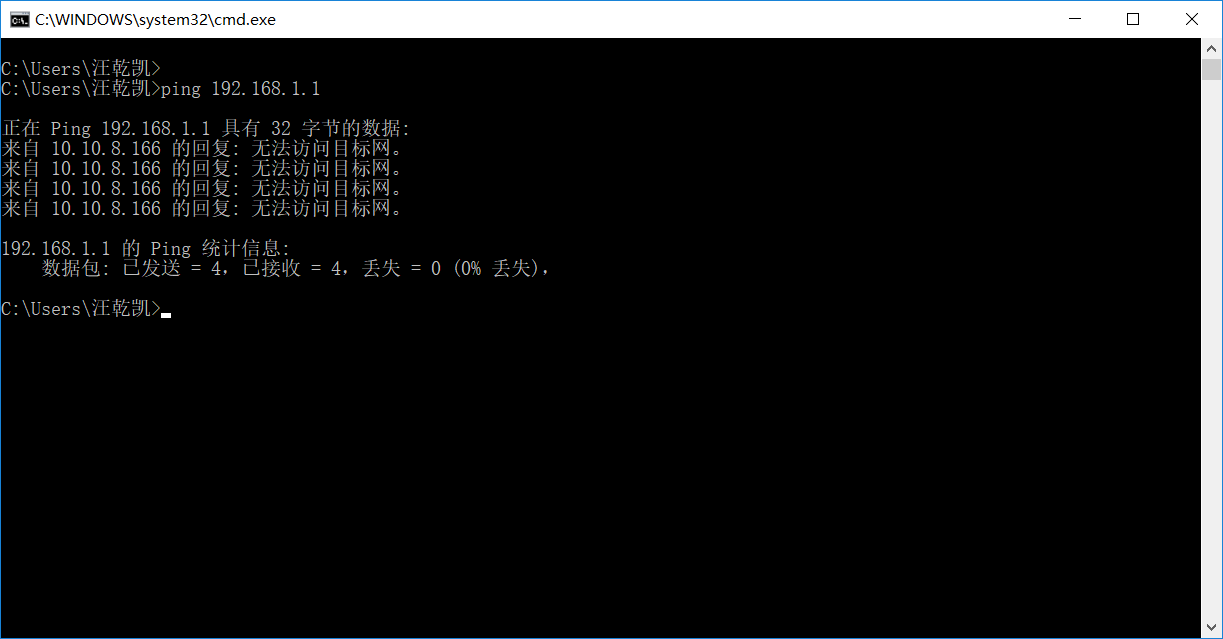 C:\WINDOWS\system32\cmd.exe
C:\Users\汪乾凯>
C:\Users\汪乾凯>ping 192.168.1.1
正在 Ping 192.168.1.1 具有 32 字节的数据:
来自 10.10.8.166 的回复: 无法访问目标网。
来自 10.10.8.166 的回复: 无法访问目标网。
来自 10.10.8.166 的回复: 无法访问目标网。
来自 10.10.8.166 的回复: 无法访问目标网。
192.168.1.1 的 Ping 统计信息:
数据包: 已发送 = 4，已接收 = 4，丢失 = 0 (0% 丢失)，
C:\Users\汪乾凯>